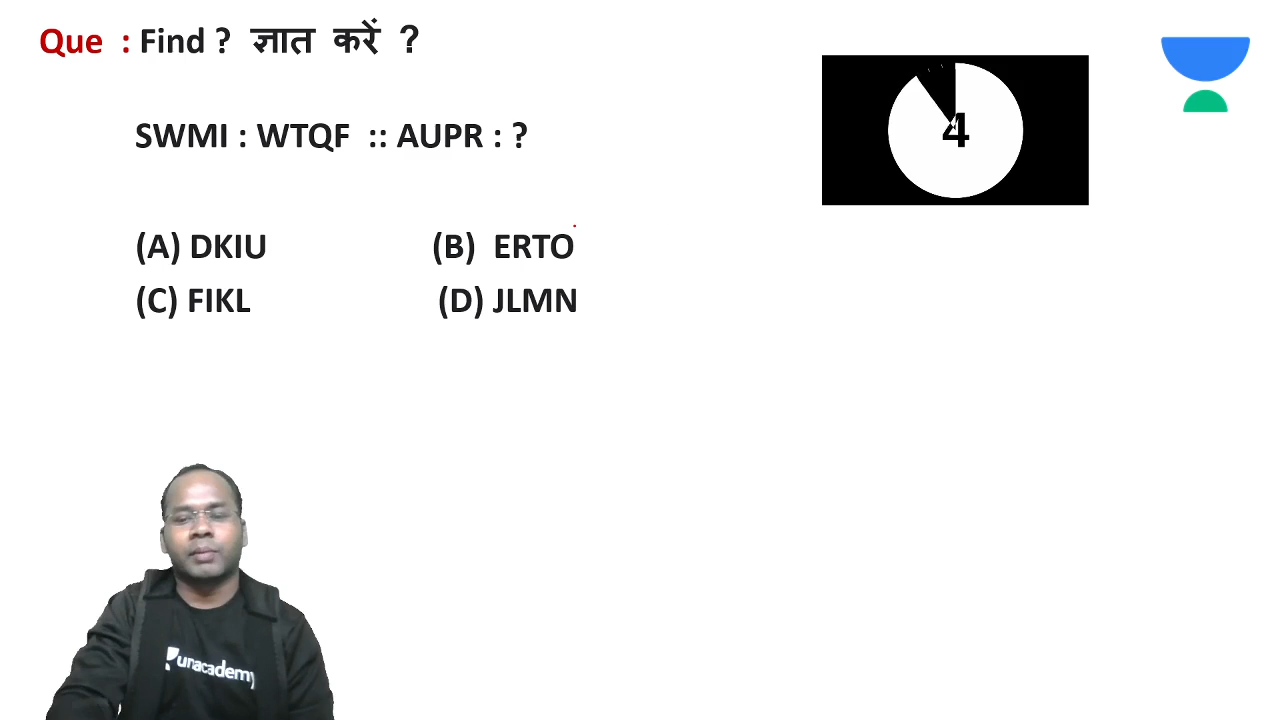 Que : Find ? ज्ञात करें ?
4
SWMI : WTQF :: AUPR : ?
(A) DKIU (B) ERTO
(C) FIKL (D) JLMN
unacademy